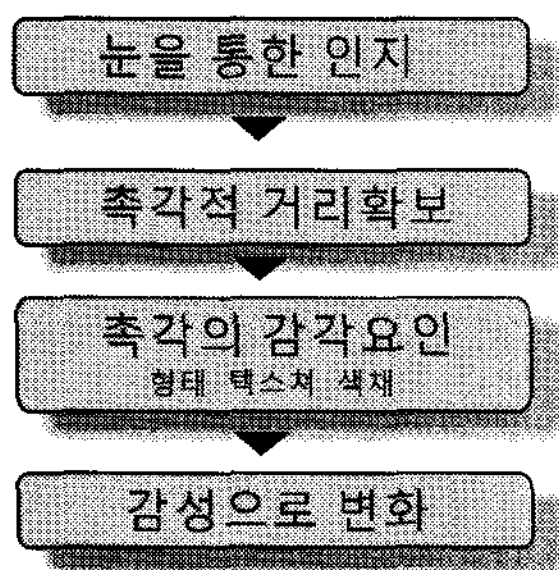 눈을 통한 인지
촉각적 거리확보
촉각의 감각요인
형태 텍스쳐 색채
감성으로 변화